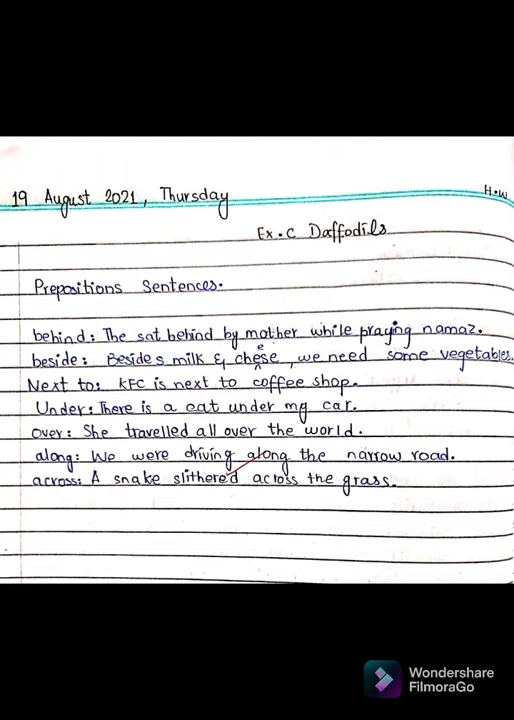 19 August 2021, Thursday
H.W
Ex.C Daffodils
Prepositions Sentences.
behind: The sat behind by mother while praying namaz.
beside: Besides milk & cheese, we need some vegetables.
Next to: KFC is next to coffee shop.
Under: There is a cat under my car.
over: She travelled all over the world.
along: We were driving along the narrow road.
across: A snake slithered across the grass.
Wondershare
FilmoraGo